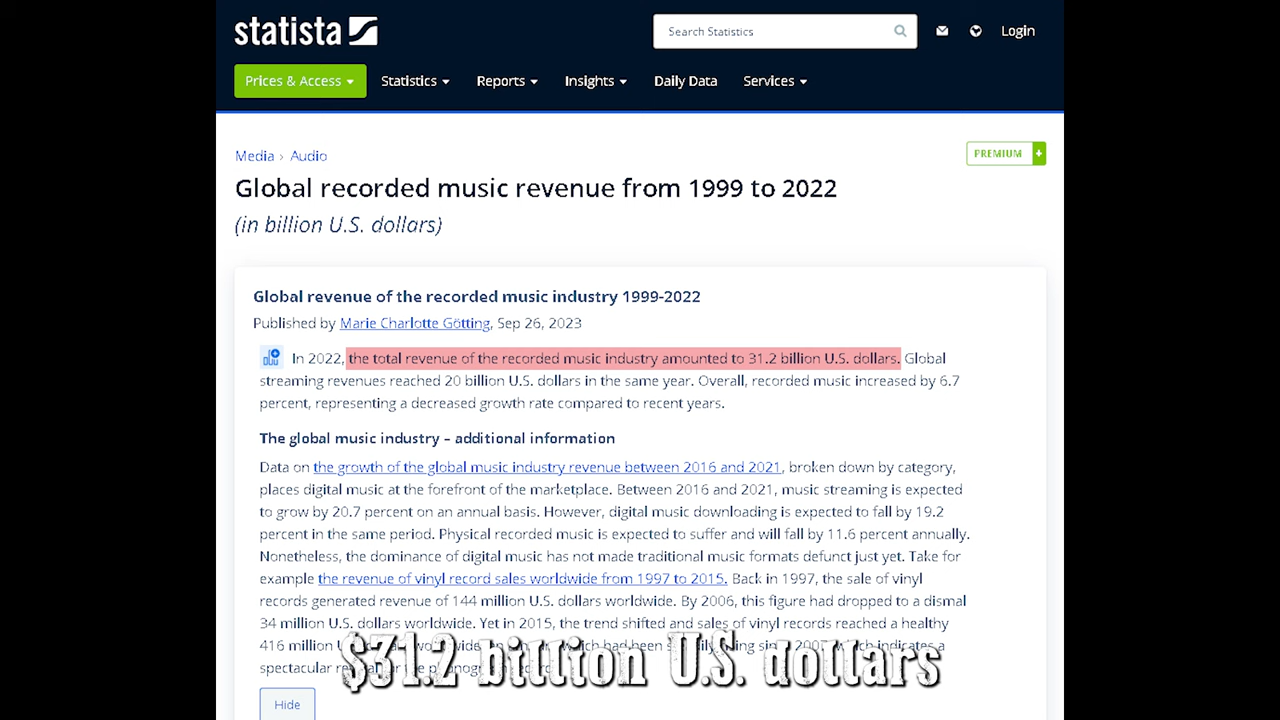 statista
Search Statistics
Login
Prices & Access
Statistics
Reports
Insights
Daily Data
Services
Media › Audio
PREMIUM +
Global recorded music revenue from 1999 to 2022
(in billion U.S. dollars)
Global revenue of the recorded music industry 1999-2022
Published by Marie Charlotte Götting, Sep 26, 2023
In 2022, the total revenue of the recorded music industry amounted to 31.2 billion U.S. dollars. Global
streaming revenues reached 20 billion U.S. dollars in the same year. Overall, recorded music increased by 6.7
percent, representing a decreased growth rate compared to recent years.
The global music industry – additional information
Data on the growth of the global music industry revenue between 2016 and 2021, broken down by category,
places digital music at the forefront of the marketplace. Between 2016 and 2021, music streaming is expected
to grow by 20.7 percent on an annual basis. However, digital music downloading is expected to fall by 19.2
percent in the same period. Physical recorded music is expected to suffer and will fall by 11.6 percent annually.
Nonetheless, the dominance of digital music has not made traditional music formats defunct just yet. Take for
example the revenue of vinyl record sales worldwide from 1997 to 2015. Back in 1997, the sale of vinyl
records generated revenue of 144 million U.S. dollars worldwide. By 2006, this figure had dropped to a dismal
34 million U.S. dollars worldwide. Yet in 2015, the trend shifted and sales of vinyl records reached a healthy
416 million which had been indicates a
spectacular
$31.2 billion U.S. dollars
Hide